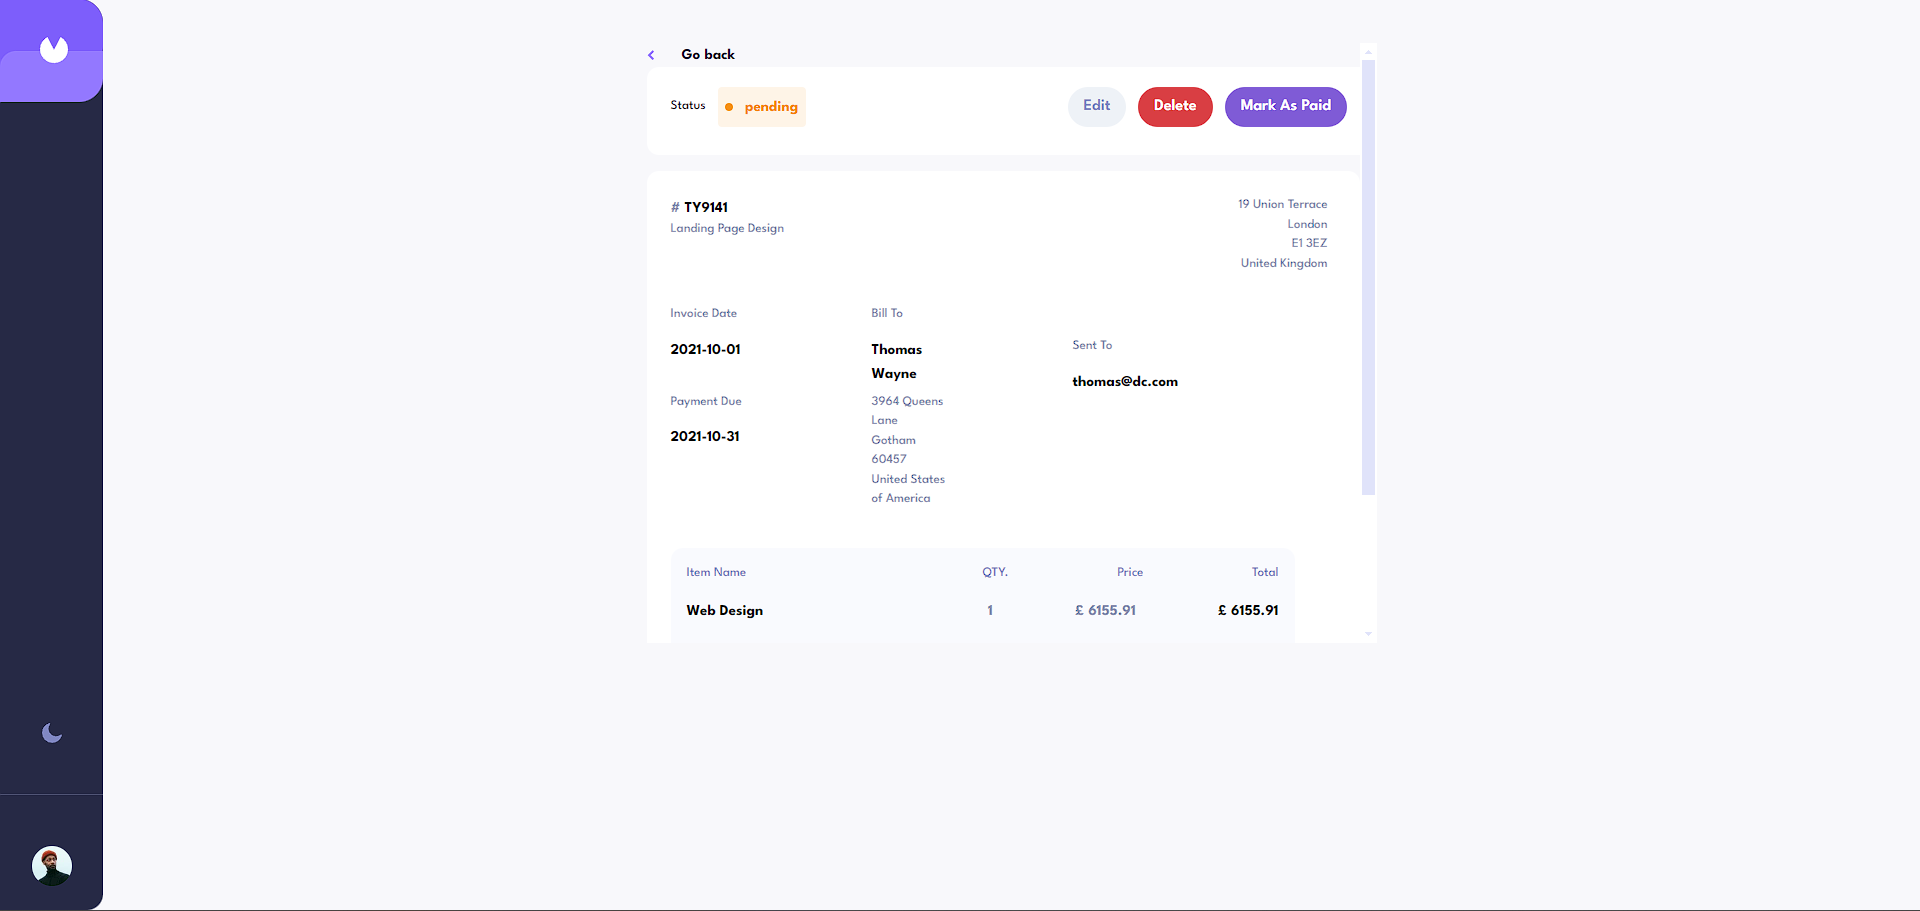 Go back
Status
pending
Edit
Delete
Mark As Paid
# TY9141
Landing Page Design
19 Union Terrace
London
E1 3EZ
United Kingdom
Invoice Date
2021-10-01
Payment Due
2021-10-31
Bill To
Thomas
Wayne
3964 Queens
Lane
Gotham
60457
United States
of America
Sent To
thomas@dc.com
Item Name QTY. Price Total
Web Design 1 £ 6155.91 £ 6155.91